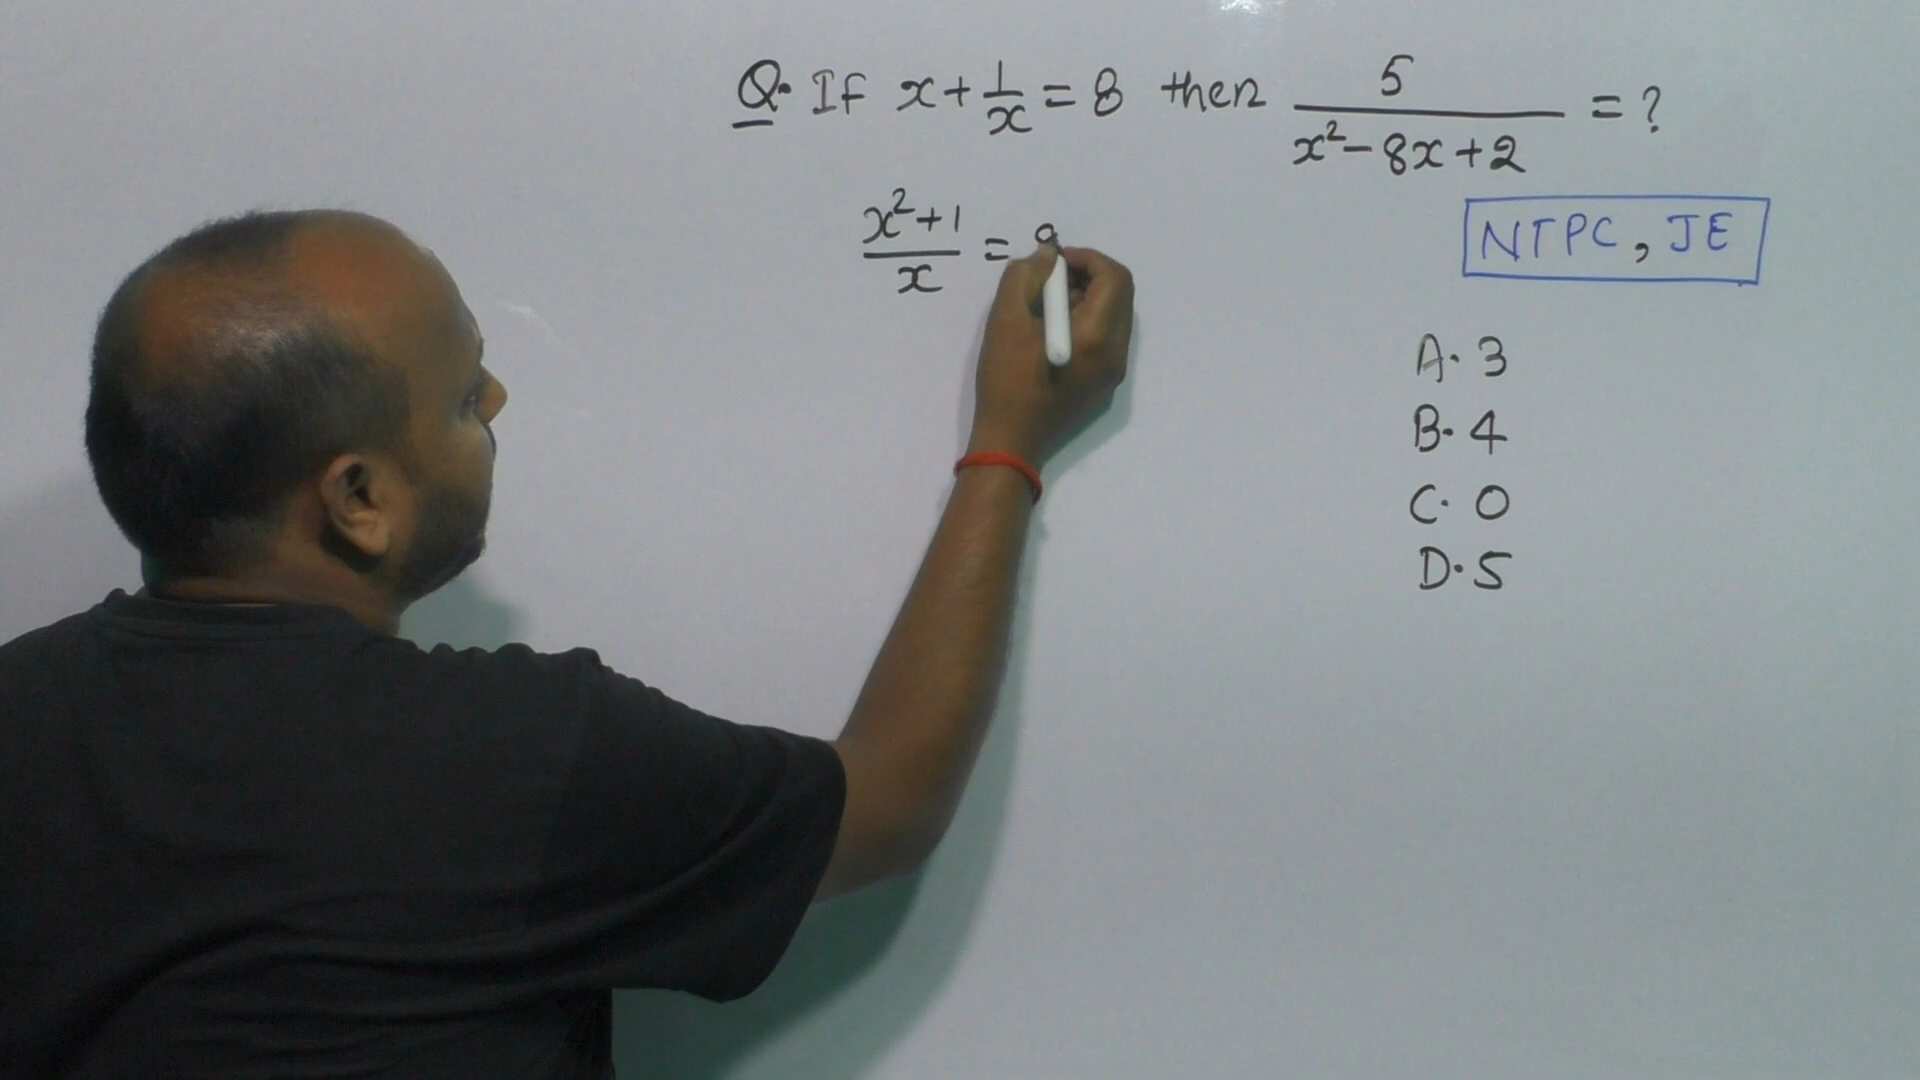 Q. If x + 1/x = 8 then 5/(x² - 8x + 2) = ?
(x² + 1)/x =
NTPC, JE
A. 3
B. 4
C. 0
D. 5